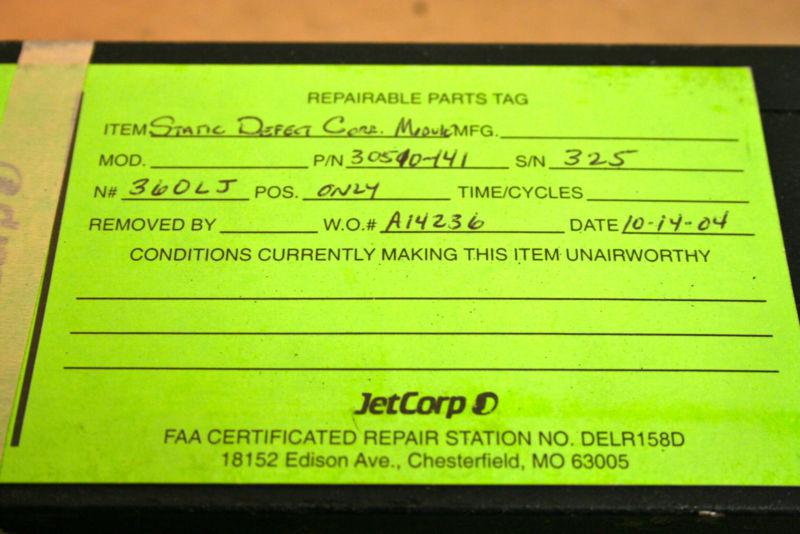 REPAIRABLE PARTS TAG
ITEM Static Defect Corr. Module MFG.
MOD. P/N 30590-141 S/N 325
N# 360LJ POS. ONLY TIME/CYCLES
REMOVED BY W.O.# A14236 DATE 10-14-04
CONDITIONS CURRENTLY MAKING THIS ITEM UNAIRWORTHY
JetCorp
FAA CERTIFICATED REPAIR STATION NO. DELR158D
18152 Edison Ave., Chesterfield, MO 63005